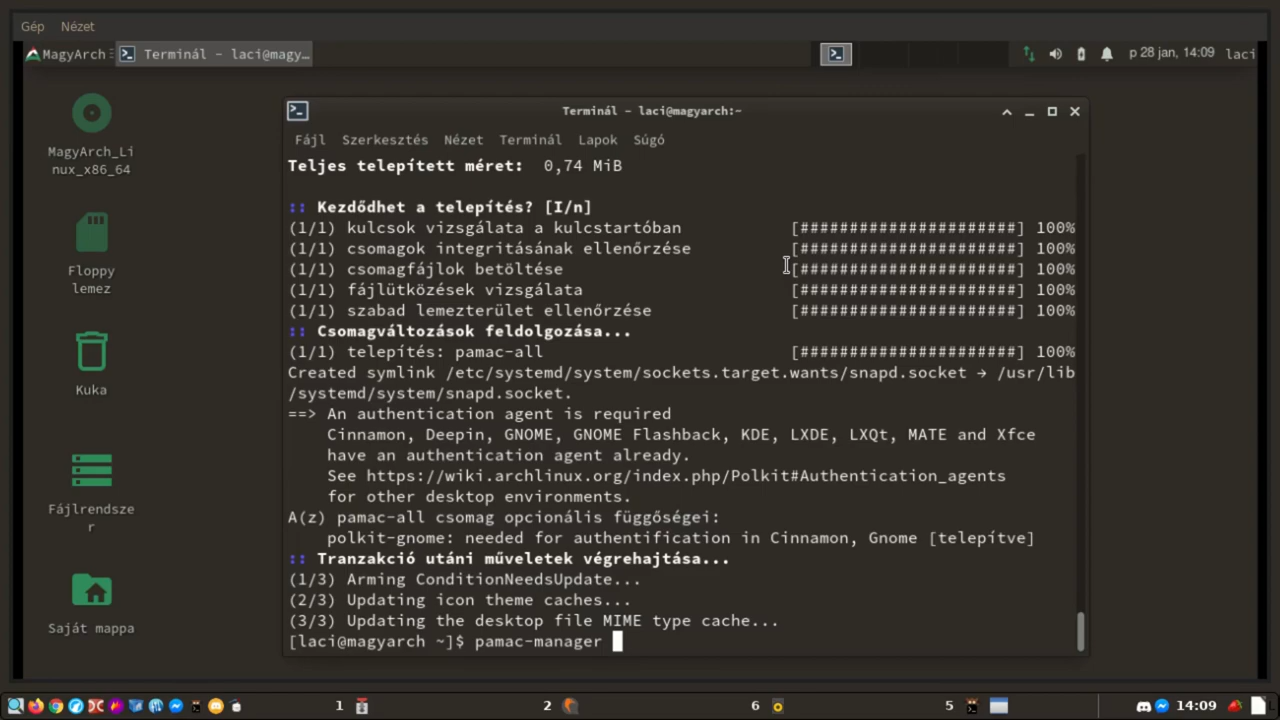 Gép Nézet
MagyArch Terminál - laci@magy… p 28 jan, 14:09 laci
MagyArch_Li
nux_x86_64
Floppy
lemez
Kuka
Fájlrendsze
r
Saját mappa
Terminál - laci@magyarch:~
Fájl Szerkesztés Nézet Terminál Lapok Súgó
Teljes telepített méret: 0,74 MiB
:: Kezdődhet a telepítés? [I/n]
(1/1) kulcsok vizsgálata a kulcstartóban [######################] 100%
(1/1) csomagok integritásának ellenőrzése [######################] 100%
(1/1) csomagfájlok betöltése [######################] 100%
(1/1) fájlütközések vizsgálata [######################] 100%
(1/1) szabad lemezterület ellenőrzése [######################] 100%
:: Csomagváltozások feldolgozása...
(1/1) telepítés: pamac-all [######################] 100%
Created symlink /etc/systemd/system/sockets.target.wants/snapd.socket → /usr/lib
/systemd/system/snapd.socket.
==> An authentication agent is required
Cinnamon, Deepin, GNOME, GNOME Flashback, KDE, LXDE, LXQt, MATE and Xfce
have an authentication agent already.
See https://wiki.archlinux.org/index.php/Polkit#Authentication_agents
for other desktop environments.
A(z) pamac-all csomag opcionális függőségei:
polkit-gnome: needed for authentification in Cinnamon, Gnome [telepítve]
:: Tranzakció utáni műveletek végrehajtása...
(1/3) Arming ConditionNeedsUpdate...
(2/3) Updating icon theme caches...
(3/3) Updating the desktop file MIME type cache...
[laci@magyarch ~]$ pamac-manager
1 2 6 5 14:09